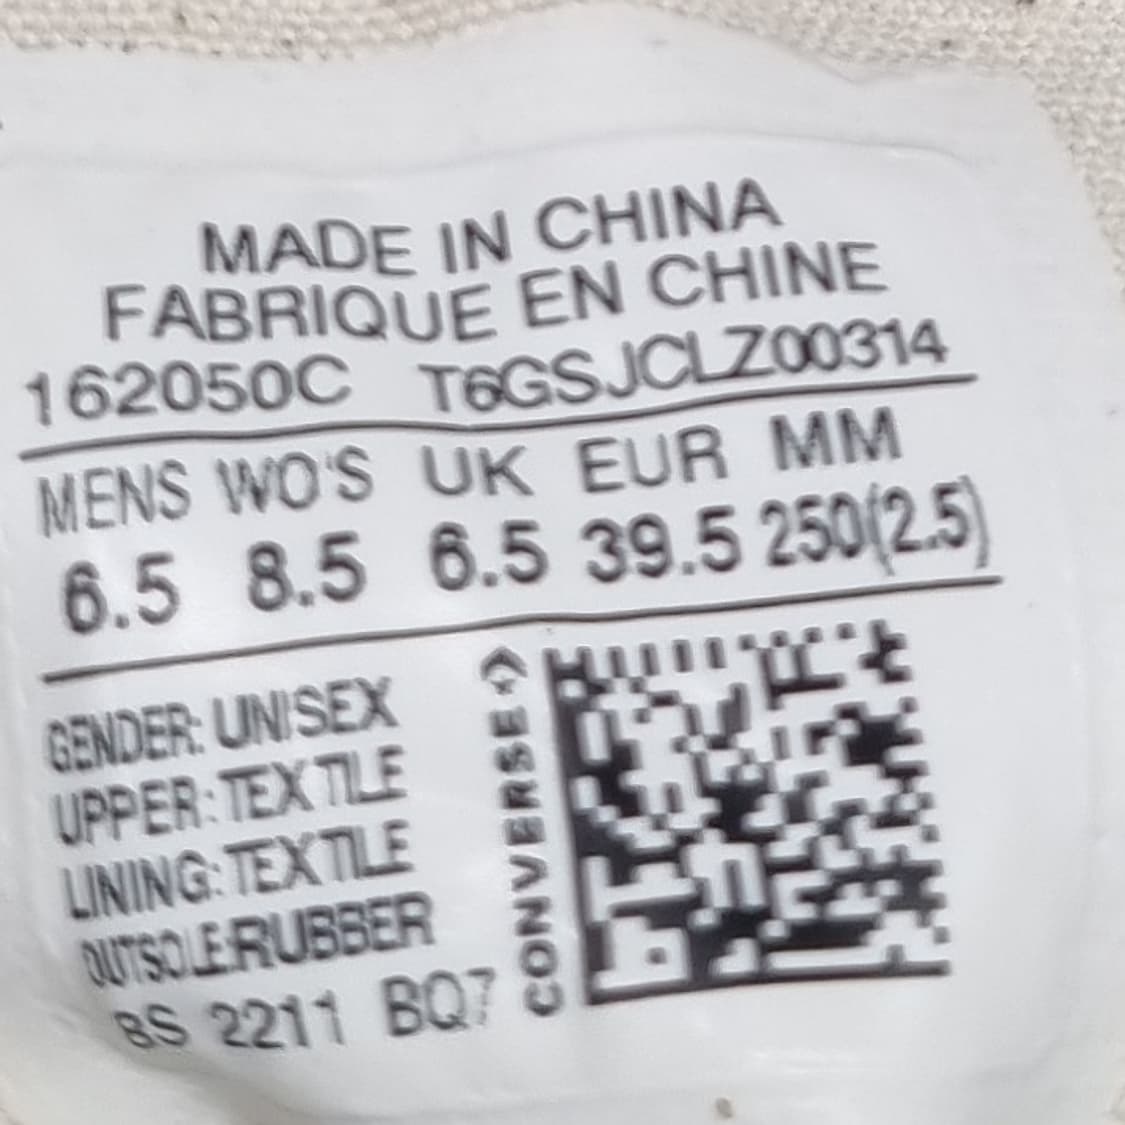 MADE IN CHINA
FABRIQUE EN CHINE
162050C T6GSJCLZ00314
MENS WO'S UK EUR MM
6.5 8.5 6.5 39.5 250(2.5)
GENDER: UNISEX
UPPER: TEXTILE
LINING: TEXTILE
OUTSOLE:RUBBER
BS 2211 BQ7
CONVERSE